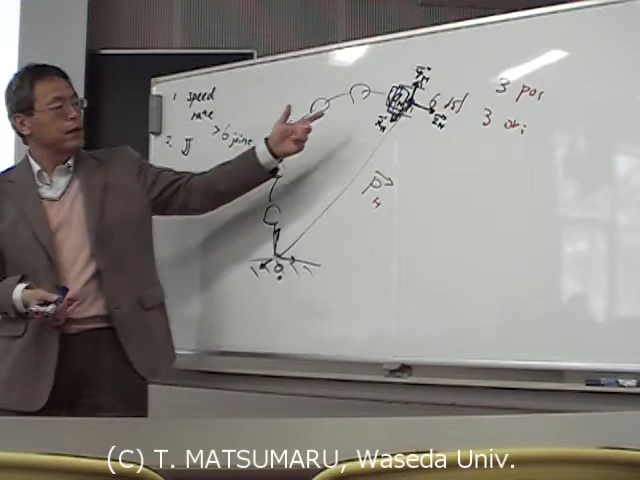 1. speed
rate
>6 joint
2. J
6 dof
3 pos
3 ori
P
(C) T. MATSUMARU, Waseda Univ.